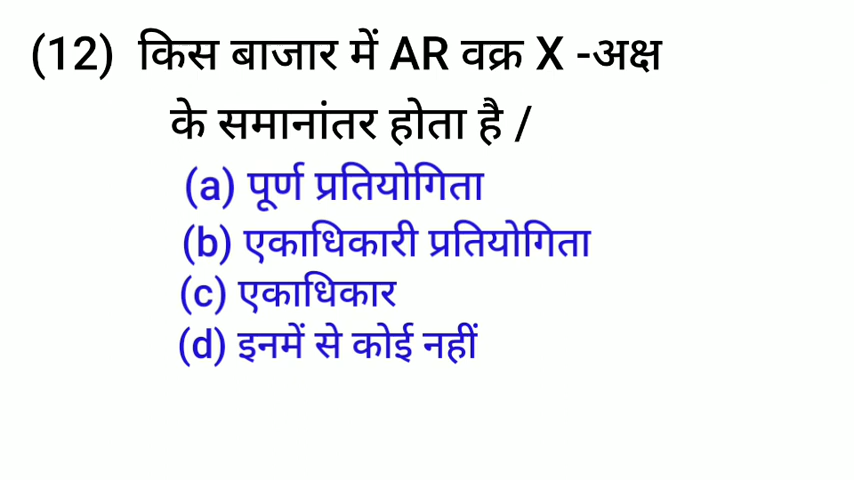 (12) किस बाजार में AR वक्र X -अक्ष
के समानांतर होता है /
(a) पूर्ण प्रतियोगिता
(b) एकाधिकारी प्रतियोगिता
(c) एकाधिकार
(d) इनमें से कोई नहीं